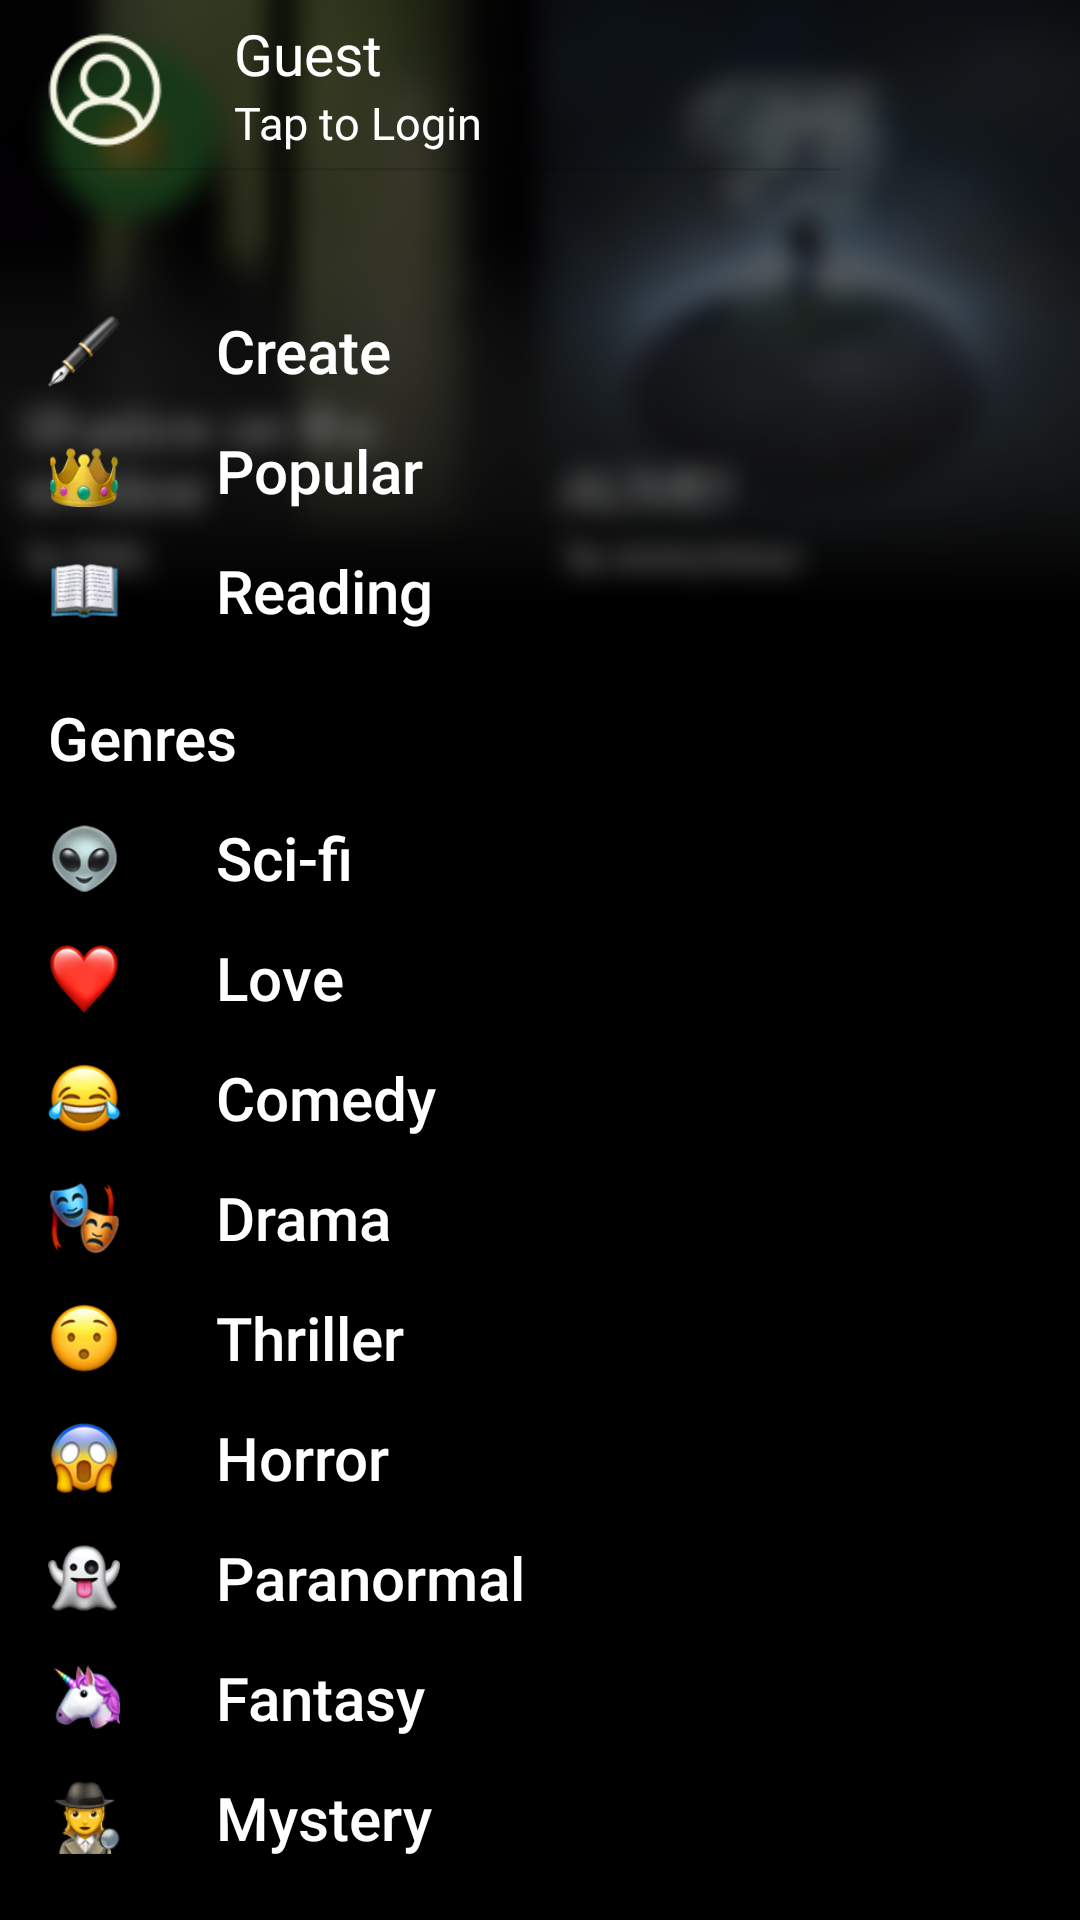 Guest
Tap to Login
Create
Popular
Reading
Genres
Sci-fi
Love
Comedy
Drama
Thriller
Horror
Paranormal
Fantasy
Mystery